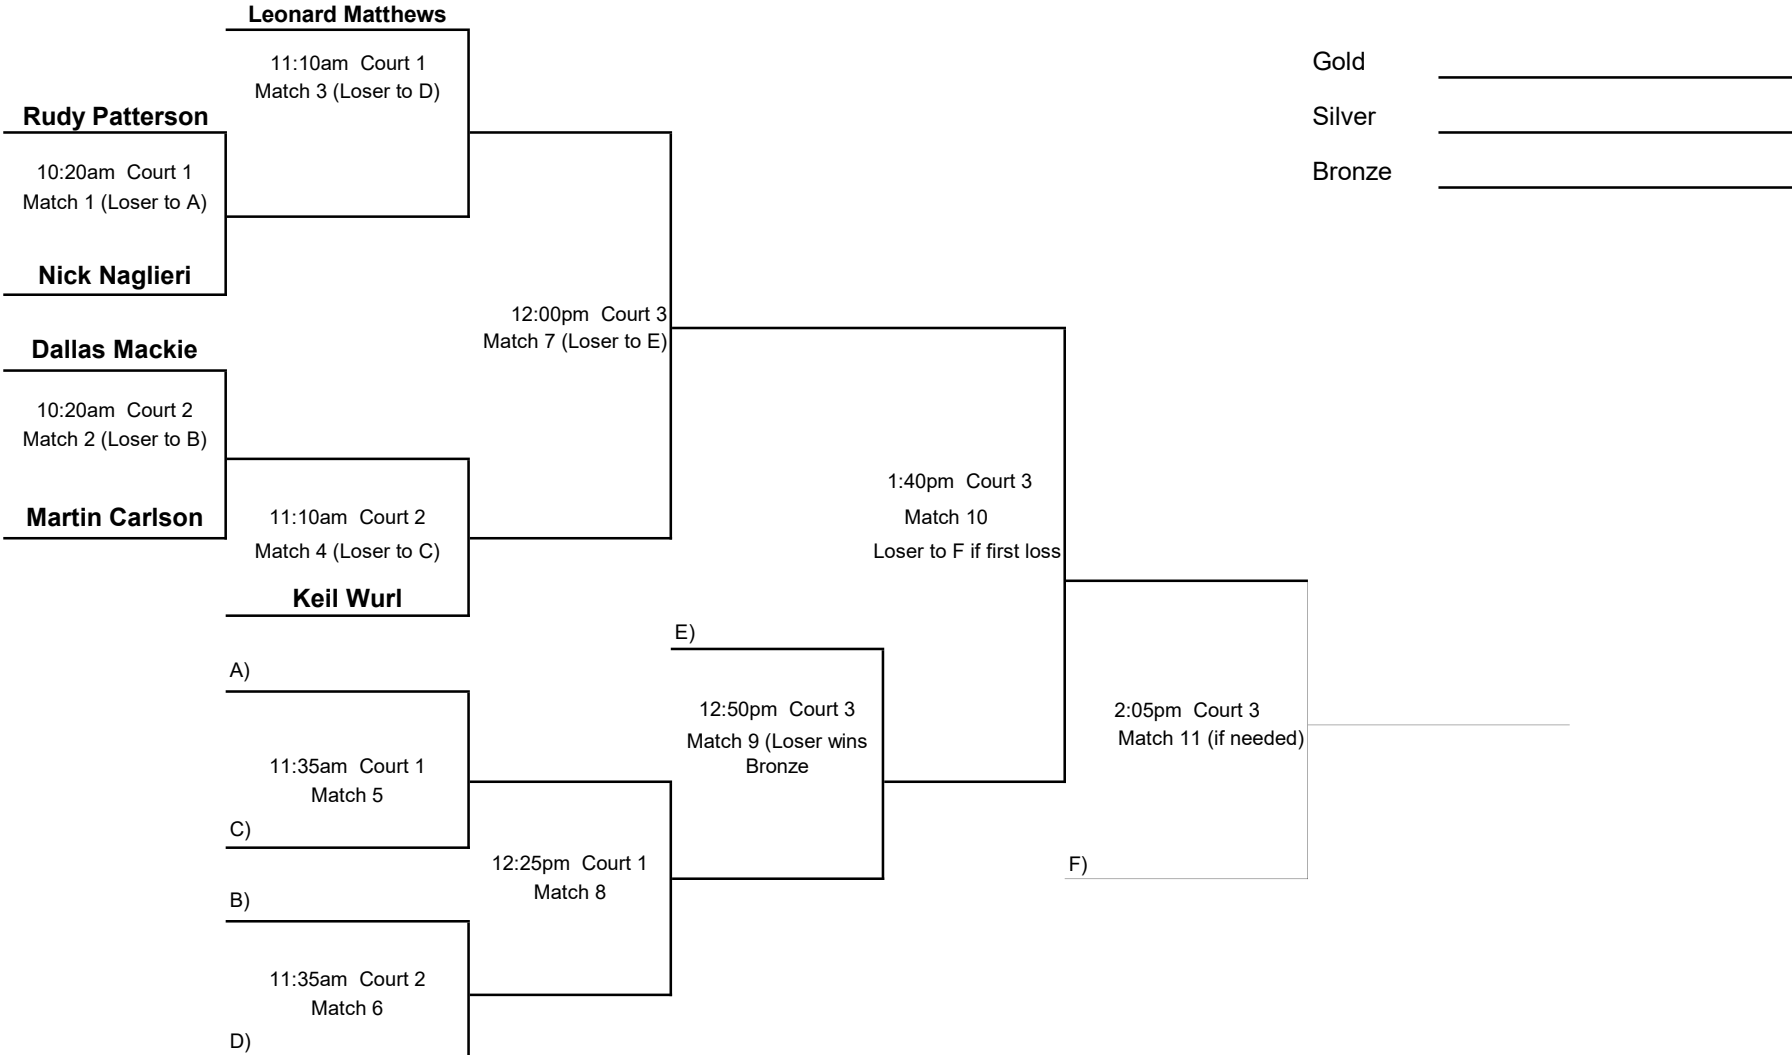 Leonard Matthews
11:10am  Court 1
Match 3 (Loser to D)
Gold
Silver
Bronze
Rudy Patterson
10:20am  Court 1
Match 1 (Loser to A)
Nick Naglieri
12:00pm  Court 3
Match 7 (Loser to E)
Dallas Mackie
10:20am  Court 2
Match 2 (Loser to B)
Martin Carlson
11:10am  Court 2
Match 4 (Loser to C)
Keil Wurl
1:40pm  Court 3
Match 10
Loser to F if first loss
E)
A)
12:50pm  Court 3
Match 9 (Loser wins
Bronze
2:05pm  Court 3
Match 11 (if needed)
11:35am  Court 1
Match 5
C)
12:25pm  Court 1
Match 8
F)
B)
11:35am  Court 2
Match 6
D)